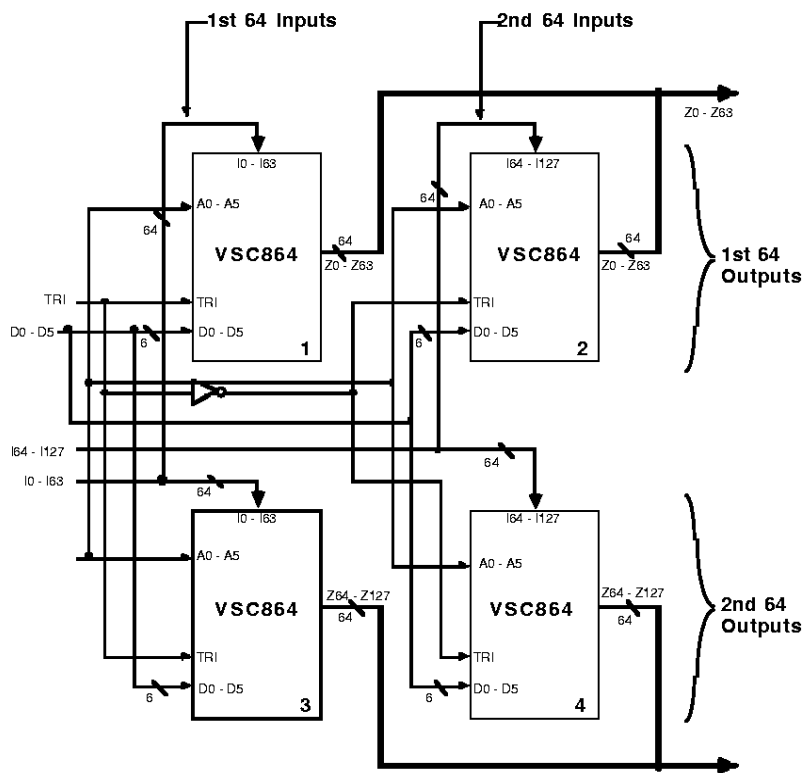 1st 64 Inputs
2nd 64 Inputs
Z0 - Z63
I0 - I63
A0 - A5
64
VSC864
64
Z0 - Z63
TRI
TRI
D0 - D5
6
D0 - D5
1
I64 - I127
64
A0 - A5
VSC864
64
Z0 - Z63
TRI
6
D0 - D5
2
1st 64
Outputs
I64 - I127
64
I0 - I63
64
I0 - I63
A0 - A5
VSC864
Z64 - Z127
64
TRI
6
D0 - D5
3
I64 - I127
A0 - A5
VSC864
Z64 - Z127
64
TRI
6
D0 - D5
4
2nd 64
Outputs